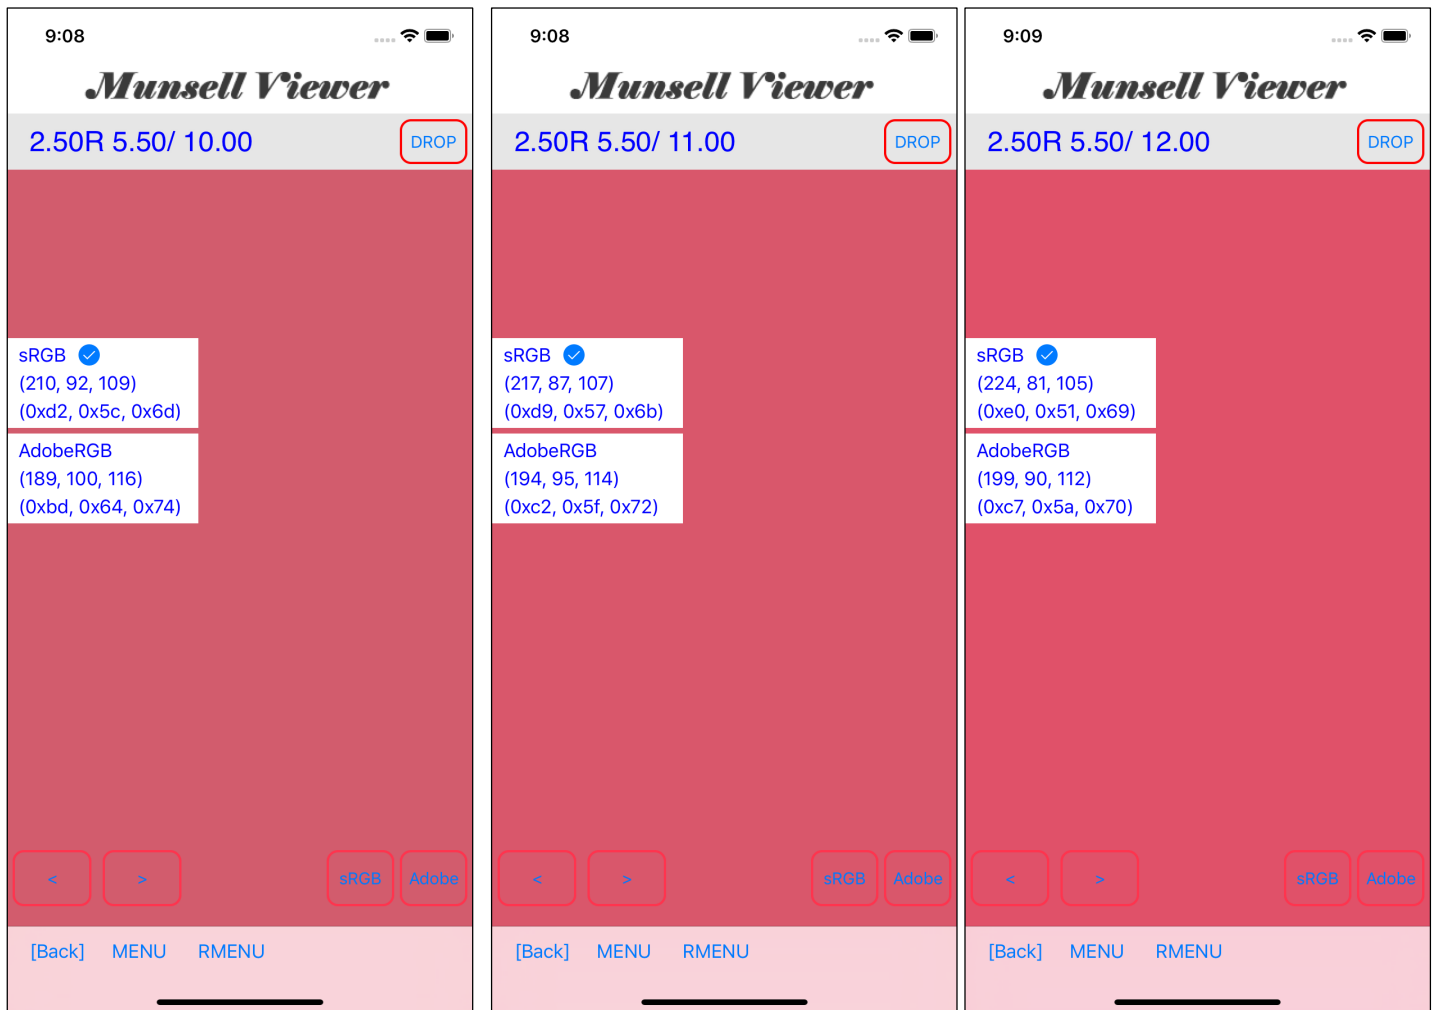 9:08
Munsell Viewer
2.50R 5.50/ 10.00
DROP
sRGB
(210, 92, 109)
(0xd2, 0x5c, 0x6d)
AdobeRGB
(189, 100, 116)
(0xbd, 0x64, 0x74)
< > sRGB Adobe
[Back] MENU RMENU
9:08
Munsell Viewer
2.50R 5.50/ 11.00
DROP
sRGB
(217, 87, 107)
(0xd9, 0x57, 0x6b)
AdobeRGB
(194, 95, 114)
(0xc2, 0x5f, 0x72)
< > sRGB Adobe
[Back] MENU RMENU
9:09
Munsell Viewer
2.50R 5.50/ 12.00
DROP
sRGB
(224, 81, 105)
(0xe0, 0x51, 0x69)
AdobeRGB
(199, 90, 112)
(0xc7, 0x5a, 0x70)
< > sRGB Adobe
[Back] MENU RMENU